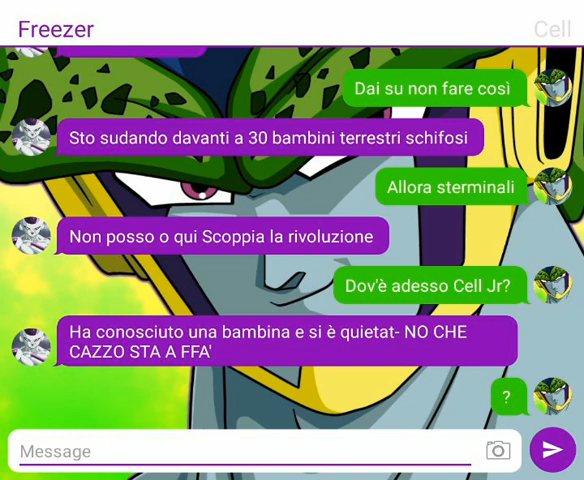 Freezer
Cell
Dai su non fare così
Sto sudando davanti a 30 bambini terrestri schifosi
Allora sterminali
Non posso o qui Scoppia la rivoluzione
Dov'è adesso Cell Jr?
Ha conosciuto una bambina e si è quietat- NO CHE
CAZZO STA A FFA'
?
Message